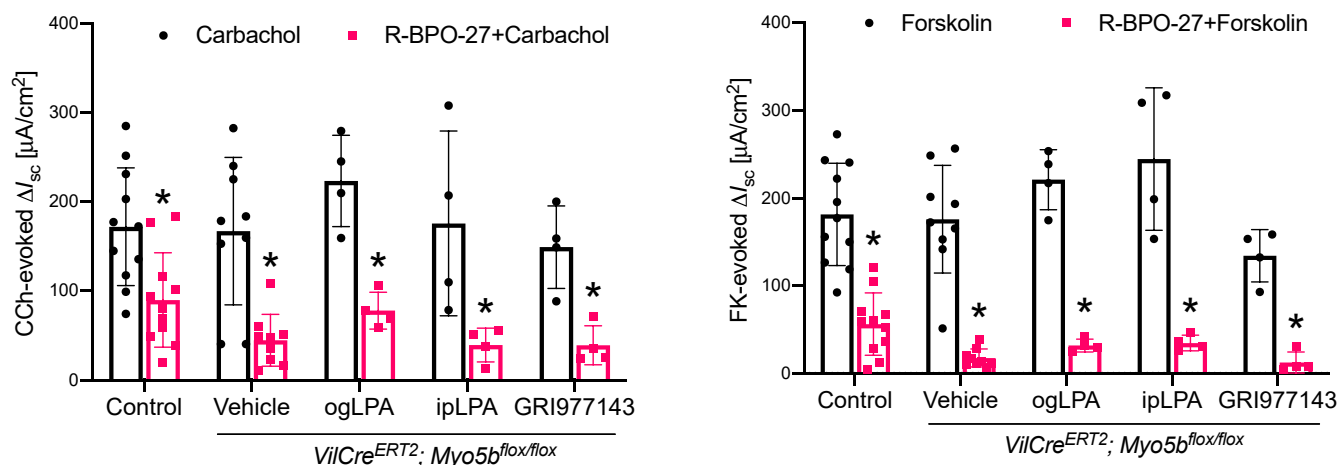 400
300
200
100
0
CCh-evoked ΔIsc [µA/cm²]
Carbachol
R-BPO-27+Carbachol
*
*
*
*
*
Control
Vehicle
ogLPA
ipLPA
GRI977143
VilCreERT2; Myo5bflox/flox
400
300
200
100
0
FK-evoked ΔIsc [µA/cm²]
Forskolin
R-BPO-27+Forskolin
*
*
*
*
*
Control
Vehicle
ogLPA
ipLPA
GRI977143
VilCreERT2; Myo5bflox/flox